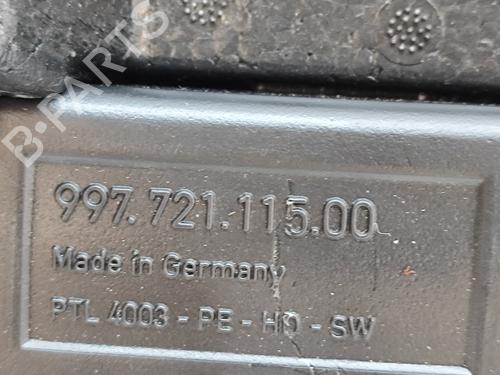 B-PARTS
997.721.115.00
Made in Germany
PTL 4003 - PE - HD - SW